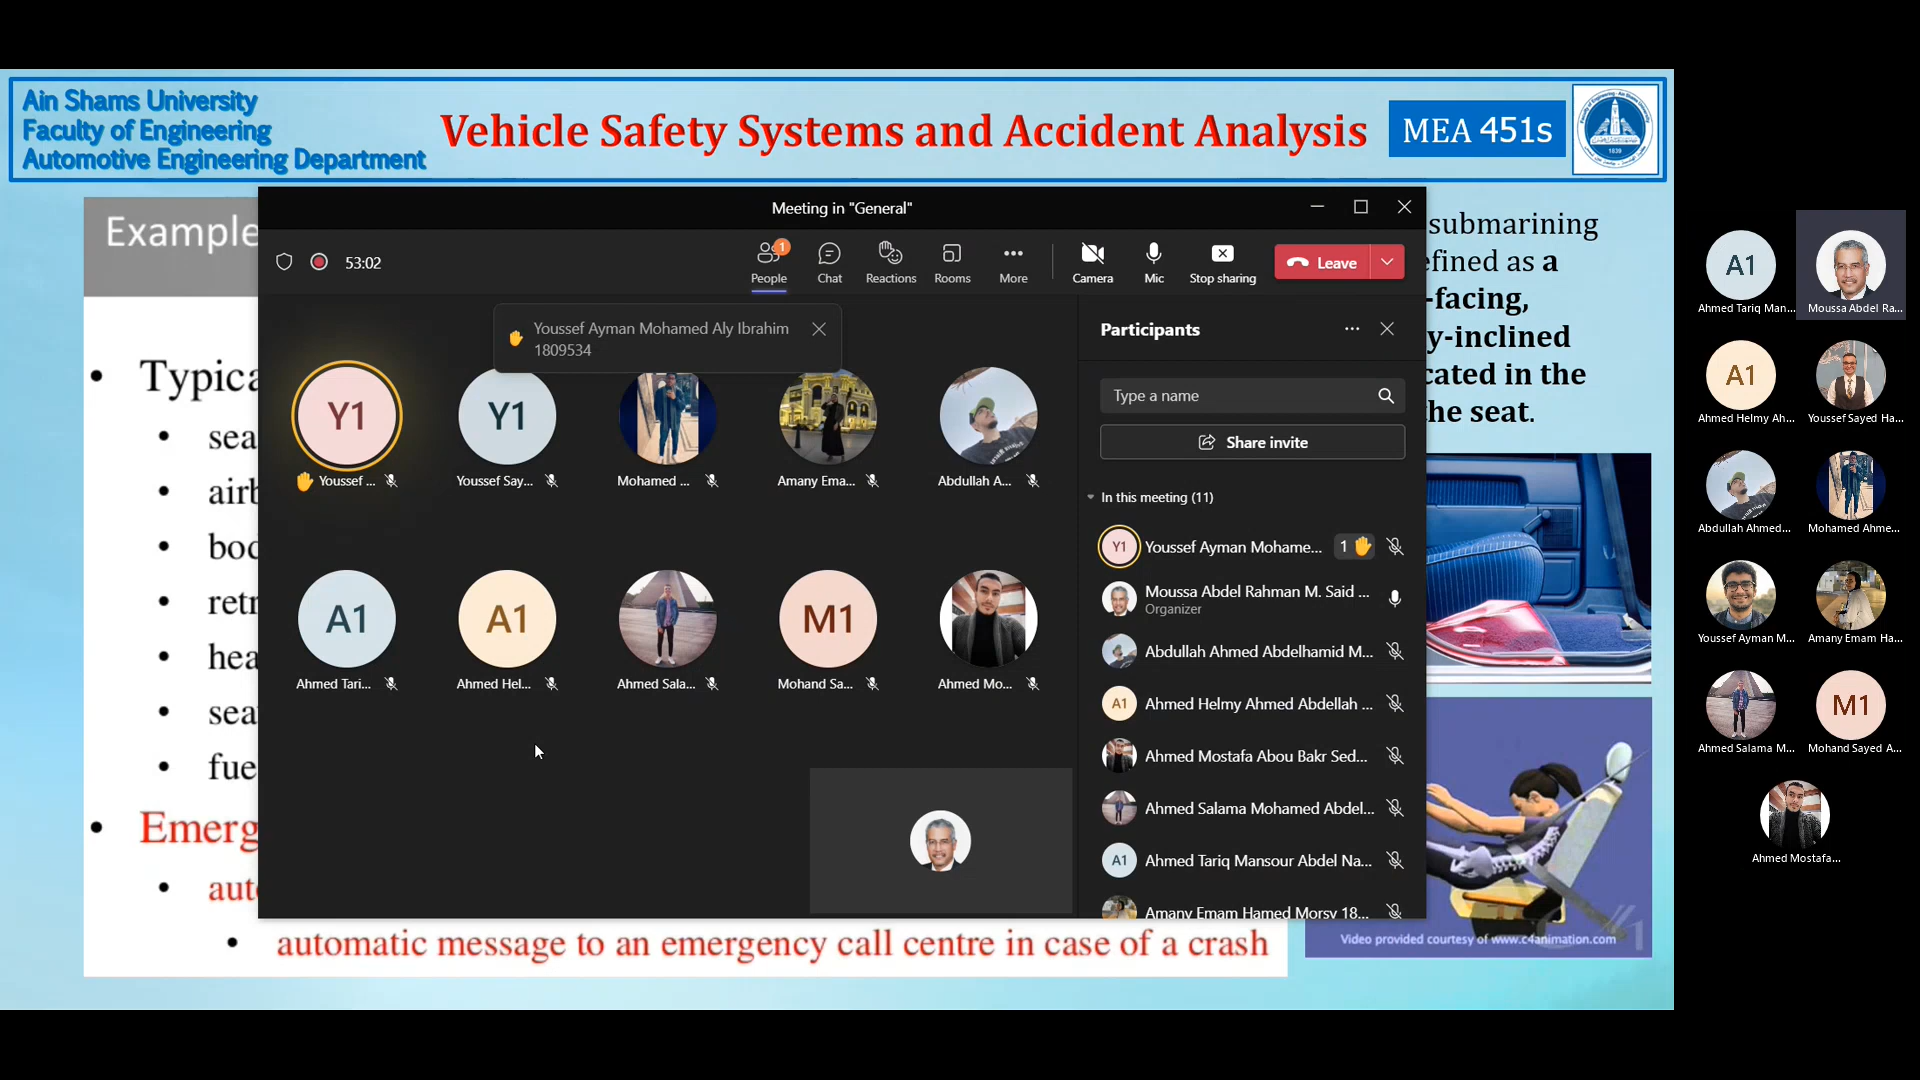 Ain Shams University
Faculty of Engineering
Automotive Engineering Department
Vehicle Safety Systems and Accident Analysis
MEA 451s
1839
Example
Typica
sea
airb
bod
retr
hea
sea
fue
Emerg
aut
automatic message to an emergency call centre in case of a crash
submarining
efined as a
-facing,
y-inclined
cated in the
he seat.
Video provided courtesy of www.c4animation.com
Meeting in "General"
53:02
1
People
Chat
Reactions
Rooms
More
Camera
Mic
Stop sharing
Leave
Youssef Ayman Mohamed Aly Ibrahim
1809534
Y1
Youssef ...
Y1
Youssef Say...
Mohamed ...
Amany Ema...
Abdullah A...
A1
Ahmed Tari...
A1
Ahmed Hel...
Ahmed Sala...
M1
Mohand Sa...
Ahmed Mo...
Participants
Type a name
Share invite
In this meeting (11)
Y1
Youssef Ayman Mohame...
1
Moussa Abdel Rahman M. Said ...
Organizer
Abdullah Ahmed Abdelhamid M...
A1
Ahmed Helmy Ahmed Abdellah ...
Ahmed Mostafa Abou Bakr Sed...
Ahmed Salama Mohamed Abdel...
A1
Ahmed Tariq Mansour Abdel Na...
Amany Emam Hamed Morsy 18...
A1
Ahmed Tariq Man...
Moussa Abdel Ra...
A1
Ahmed Helmy Ah...
Youssef Sayed Ha...
Abdullah Ahmed...
Mohamed Ahme...
Youssef Ayman M...
Amany Emam Ha...
Ahmed Salama M...
M1
Mohand Sayed A...
Ahmed Mostafa...